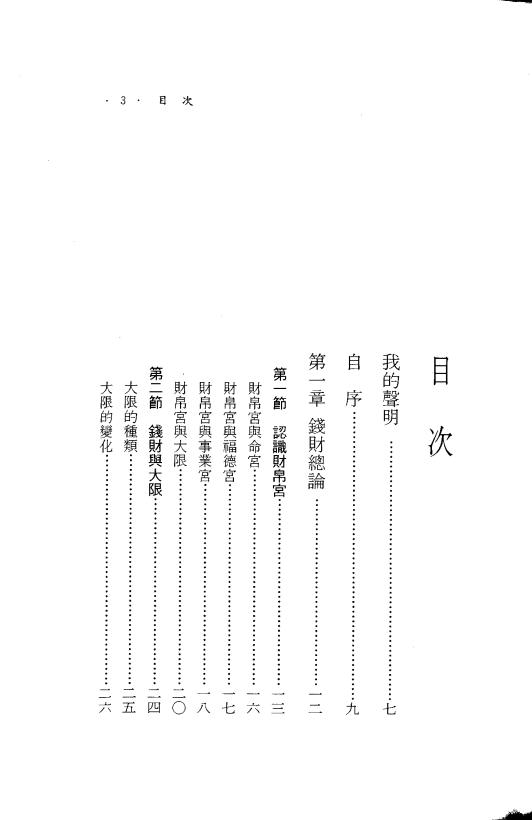 · 3 · 目次
目次
我的聲明……七
自序……九
第一章 錢財總論……一二
第一節 認識財帛宮……一三
財帛宮與命宮……一六
財帛宮與福德宮……一七
財帛宮與事業宮……一八
財帛宮與大限……二〇
第二節 錢財與大限……二四
大限的種類……二五
大限的變化……二六